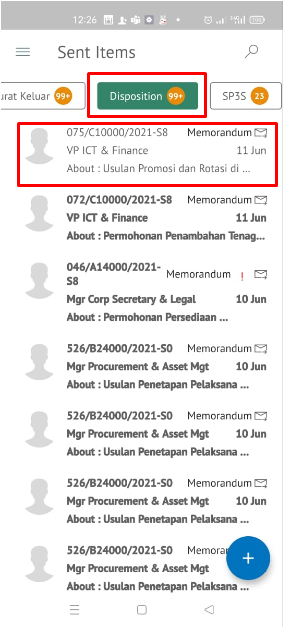 12:26
Sent Items
urat Keluar 99+
Disposition 99+
SP3S 23
075/C10000/2021-S8 Memorandum
VP ICT & Finance 11 Jun
About : Usulan Promosi dan Rotasi di ...
072/C10000/2021-S8 Memorandum
VP ICT & Finance 11 Jun
About : Permohonan Penambahan Tenag...
046/A14000/2021-
S8 Memorandum !
Mgr Corp Secretary & Legal 10 Jun
About : Permohonan Persediaan ...
526/B24000/2021-S0 Memorandum
Mgr Procurement & Asset Mgt 10 Jun
About : Usulan Penetapan Pelaksana ...
526/B24000/2021-S0 Memorandum
Mgr Procurement & Asset Mgt 10 Jun
About : Usulan Penetapan Pelaksana ...
526/B24000/2021-S0 Memorandum
Mgr Procurement & Asset Mgt 10 Jun
About : Usulan Penetapan Pelaksana ...
526/B24000/2021-S0 Memor
Mgr Procurement & Asset Mgt
About : Usulan Penetapan Pelaksana ...